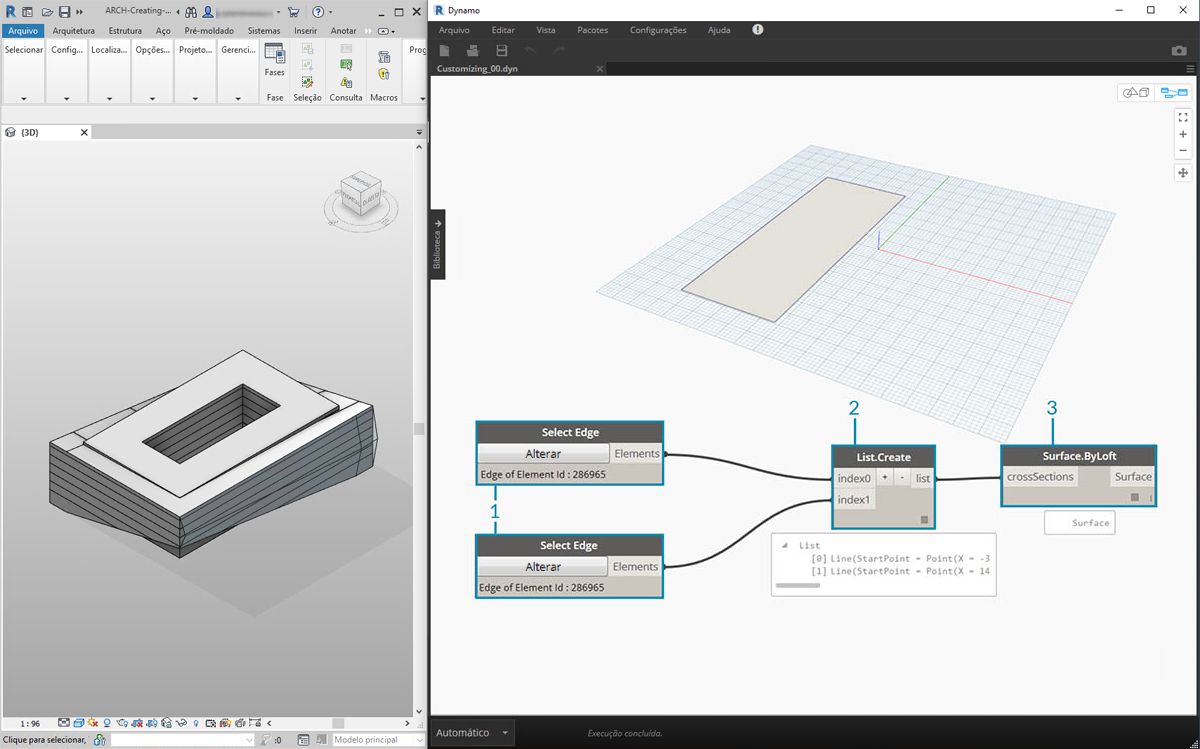 ARCH-Creating-...
Arquivo Arquitetura Estrutura Aço Pré-moldado Sistemas Inserir Anotar
Selecionar Config... Localiza... Opções... Projeto... Gerenci... Fases Prog
Fase Seleção Consulta Macros
{3D}
1 : 96
Clique para selecionar, :0 Modelo principal
Dynamo
Arquivo Editar Vista Pacotes Configurações Ajuda
Customizing_00.dyn
Biblioteca
Select Edge
Alterar Elements
Edge of Element Id : 286965
1
Select Edge
Alterar Elements
Edge of Element Id : 286965
2
List.Create
index0 + - list
index1
List
[0] Line(StartPoint = Point(X = -3
[1] Line(StartPoint = Point(X = 14
3
Surface.ByLoft
crossSections Surface
Surface
Automático Execução concluída.